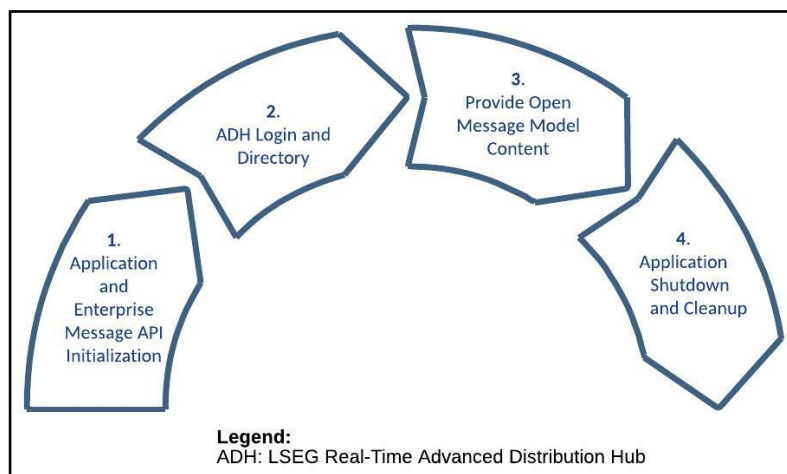 1.
Application
and
Enterprise
Message API
Initialization
2.
ADH Login and
Directory
3.
Provide Open
Message Model
Content
4.
Application
Shutdown
and Cleanup
Legend:
ADH: LSEG Real-Time Advanced Distribution Hub